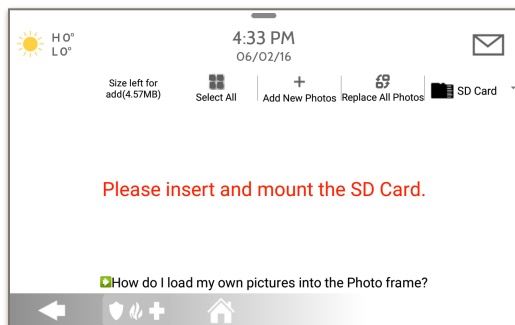 H 0°
L 0°
4:33 PM
06/02/16
Size left for
add(4.57MB)
Select All
Add New Photos
Replace All Photos
SD Card
Please insert and mount the SD Card.
How do I load my own pictures into the Photo frame?